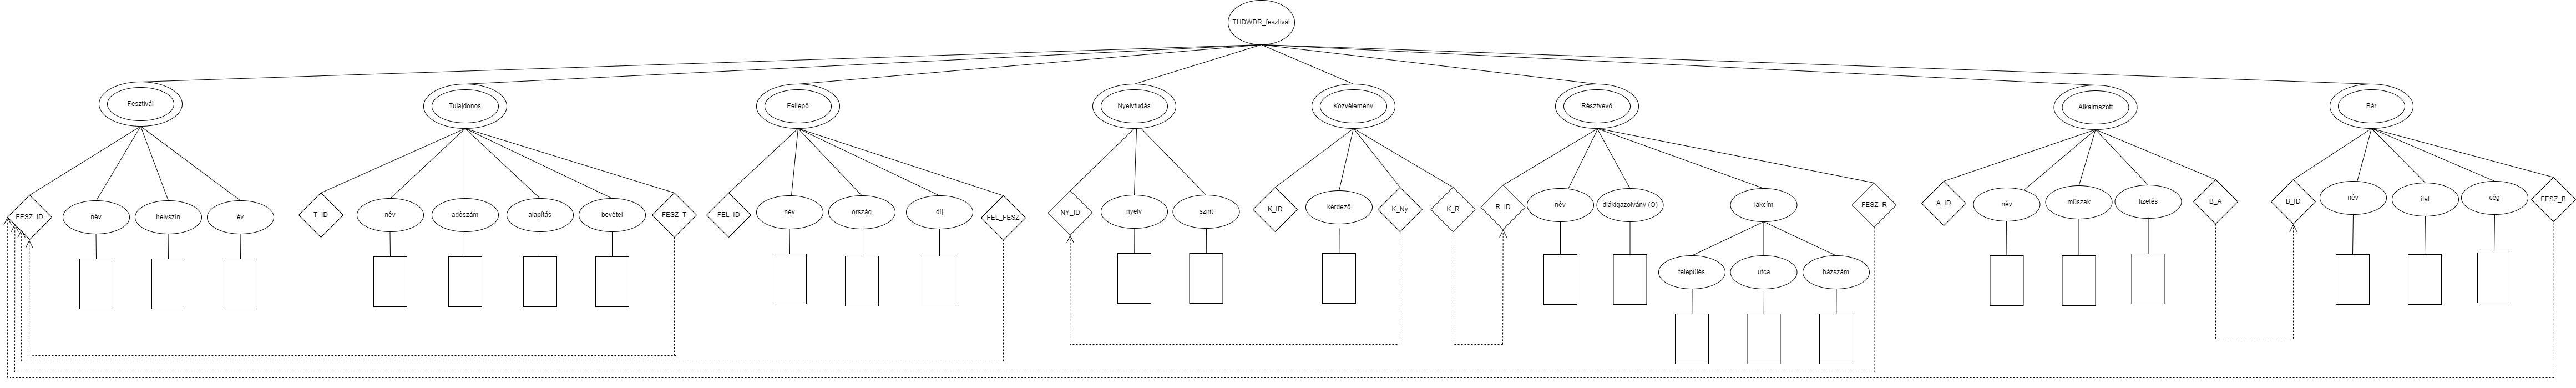 THDWDR_fesztivál
Fesztivál
Tulajdonos
Fellépő
Nyelvtudás
Közvélemény
Résztvevő
Alkalmazott
Bár
FESZ_ID
név
helyszín
év
T_ID
név
adószám
alapítás
bevétel
FESZ_T
FEL_ID
név
ország
díj
FEL_FESZ
NY_ID
nyelv
szint
K_ID
kérdező
K_Ny
K_R
R_ID
név
diákigazolvány (O)
lakcím
FESZ_R
A_ID
név
műszak
fizetés
B_A
B_ID
név
ital
cég
FESZ_B
település
utca
házszám